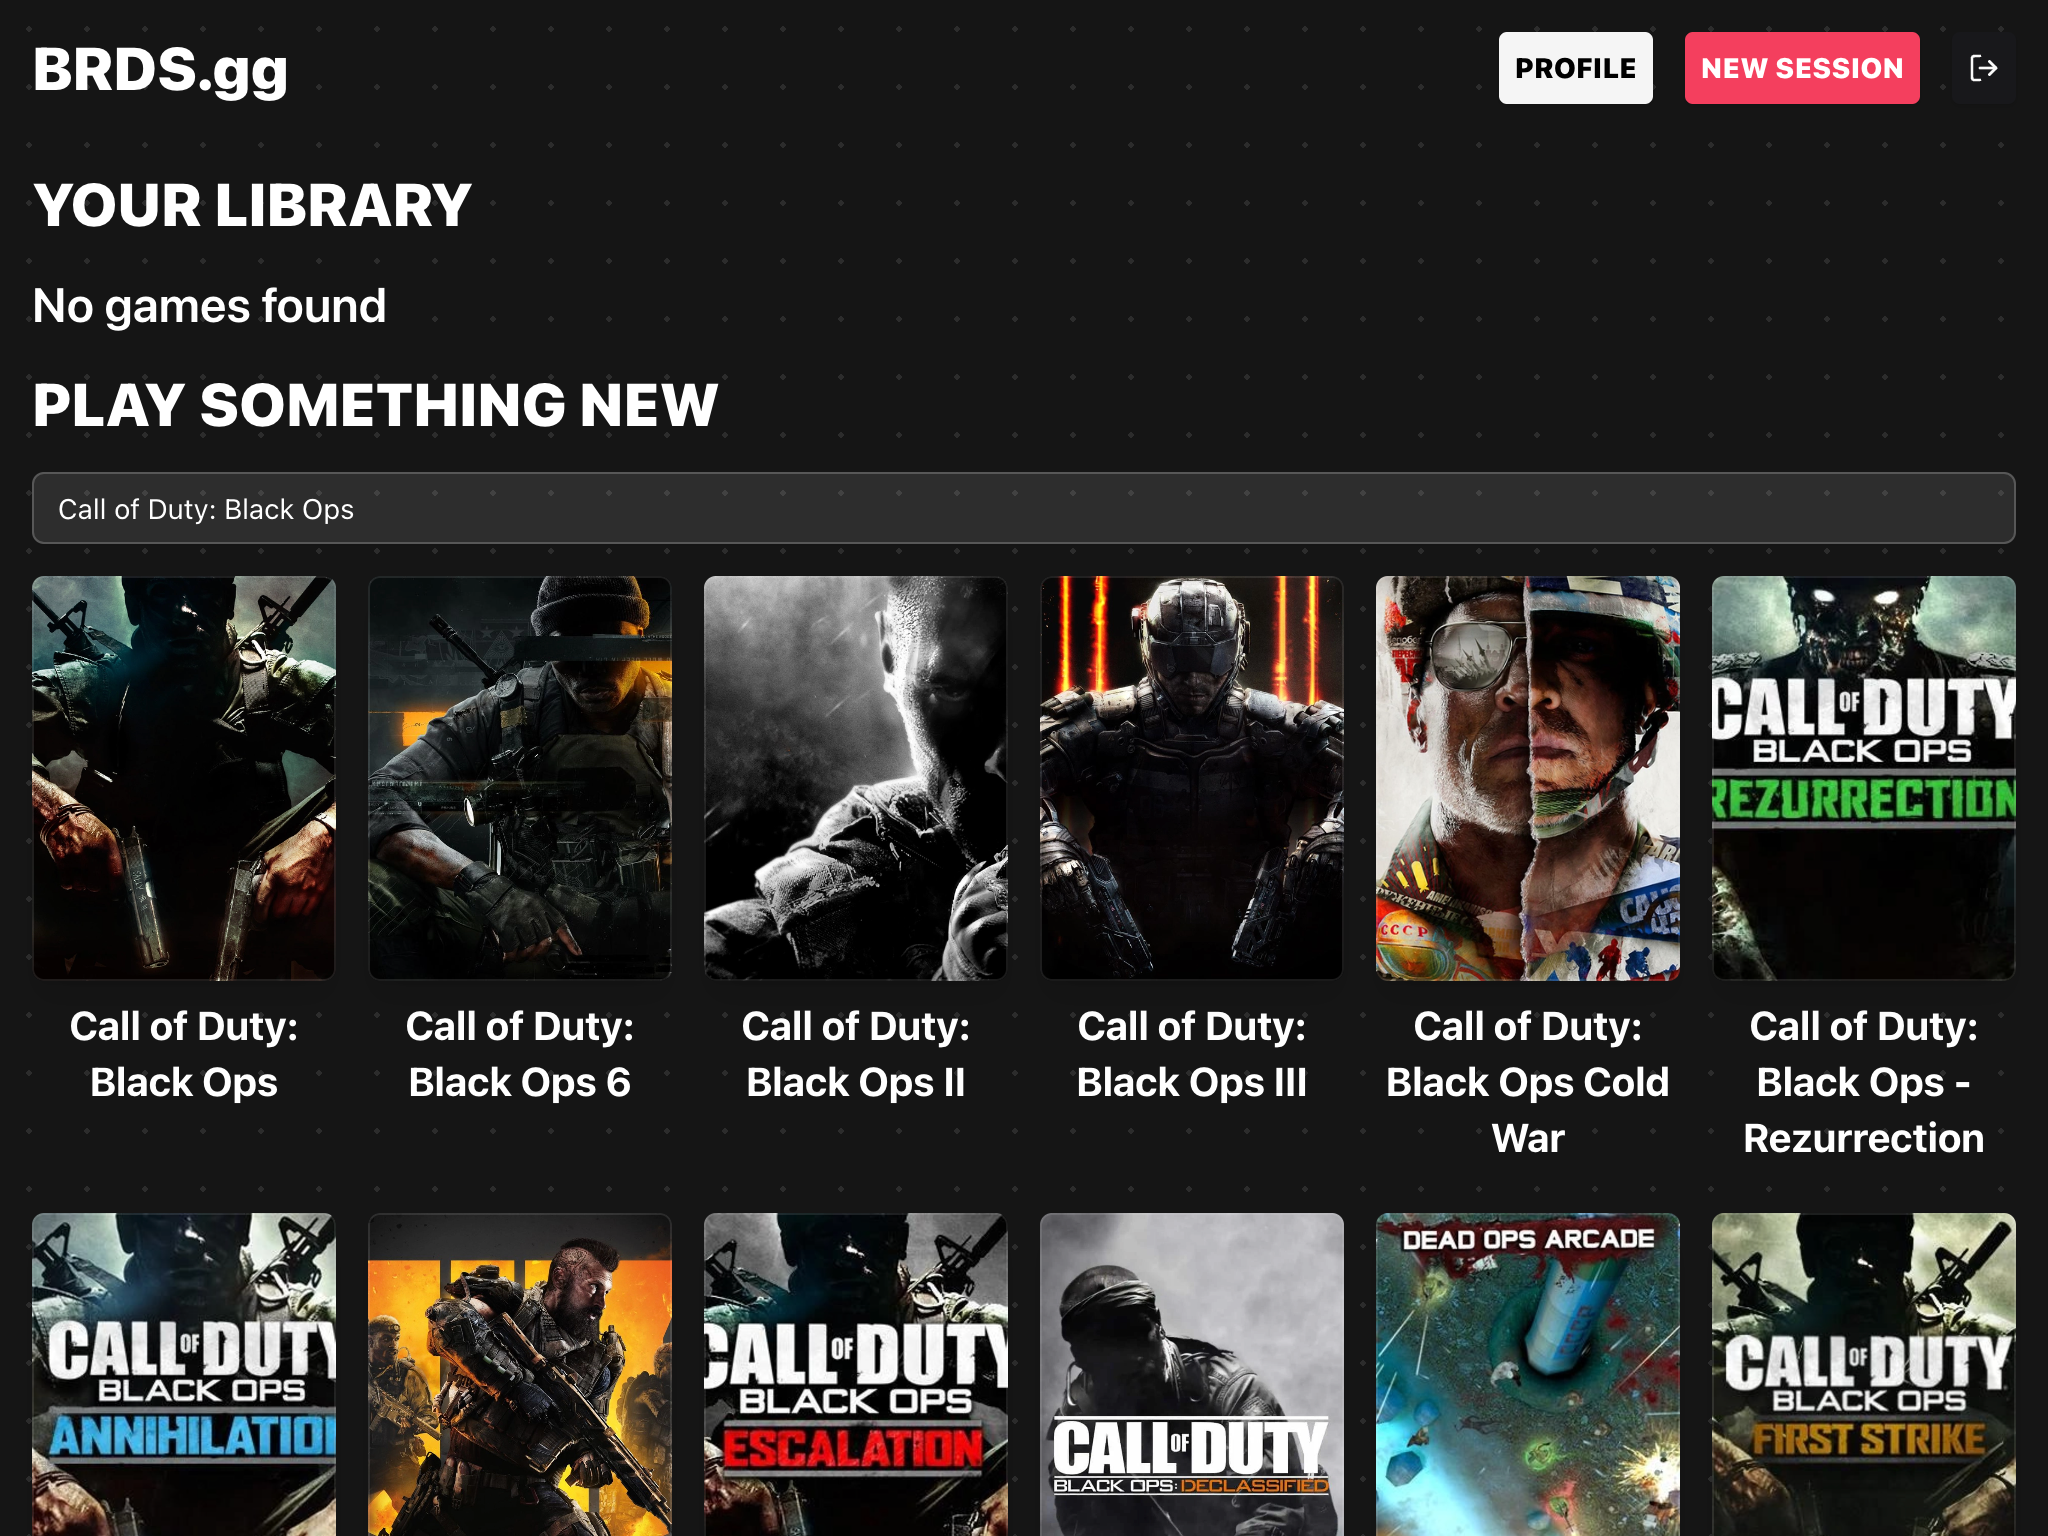 BRDS.gg
PROFILE
NEW SESSION
YOUR LIBRARY
No games found
PLAY SOMETHING NEW
Call of Duty: Black Ops
CALL OF DUTY
BLACK OPS
REZURRECTION
СССР
Call of Duty:
Black Ops
Call of Duty:
Black Ops 6
Call of Duty:
Black Ops II
Call of Duty:
Black Ops III
Call of Duty:
Black Ops Cold
War
Call of Duty:
Black Ops -
Rezurrection
CALL OF DUTY
BLACK OPS
ANNIHILATION
CALL OF DUTY
BLACK OPS
ESCALATION
CALL OF DUTY
BLACK OPS: DECLASSIFIED
DEAD OPS ARCADE
CALL OF DUTY
BLACK OPS
FIRST STRIKE